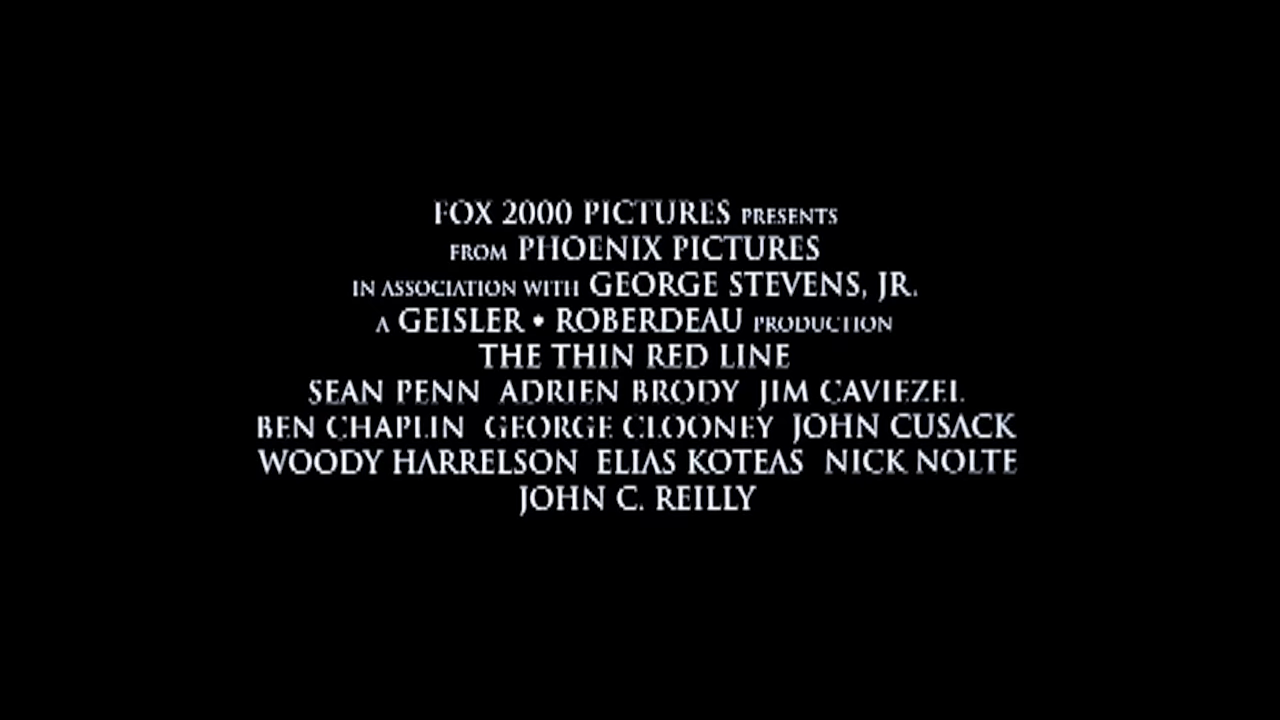 FOX 2000 PICTURES PRESENTS
FROM PHOENIX PICTURES
IN ASSOCIATION WITH GEORGE STEVENS, JR.
A GEISLER • ROBERDEAU PRODUCTION
THE THIN RED LINE
SEAN PENN ADRIEN BRODY JIM CAVIEZEL
BEN CHAPLIN GEORGE CLOONEY JOHN CUSACK
WOODY HARRELSON ELIAS KOTEAS NICK NOLTE
JOHN C. REILLY